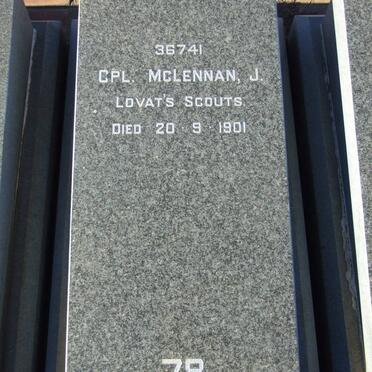 36741
CPL. MCLENNAN, J.
LOVAT'S SCOUTS
DIED 20 - 9 - 1901